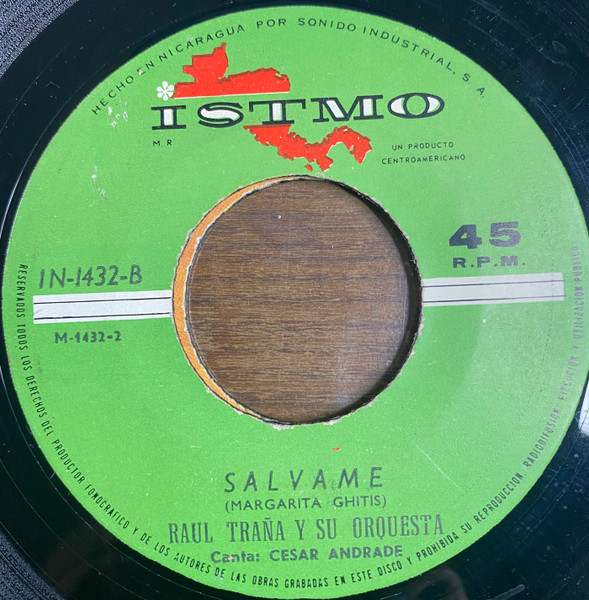 HECHO EN NICARAGUA POR SONIDO INDUSTRIAL, S. A.
ISTMO
M R
UN PRODUCTO
CENTROAMERICANO
45
R.P.M.
1N-1432-B
M-1432-2
SALVAME
(MARGARITA GHITIS)
RAUL TRAÑA Y SU ORQUESTA
Canta: CESAR ANDRADE
RESERVADOS TODOS LOS DERECHOS DEL PRODUCTOR FONOGRAFICO Y DE LOS AUTORES DE LAS OBRAS GRABADAS EN ESTE DISCO Y PROHIBIDA SU REPRODUCCION, RADIODIFUSION, EJECUCION Y UTILIZACION PUBLICA